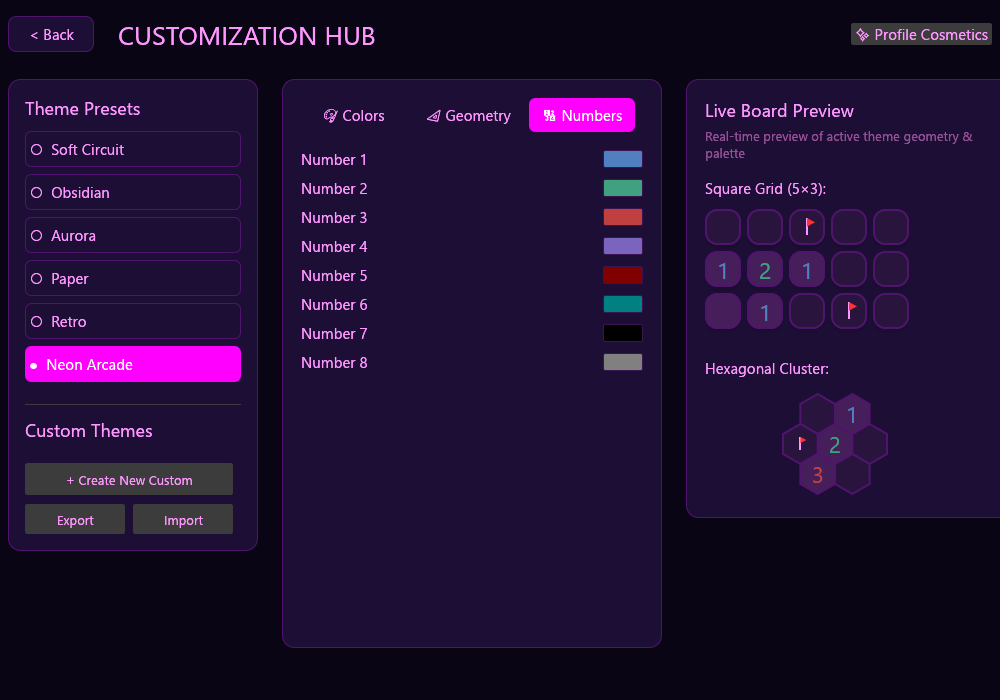 < Back
CUSTOMIZATION HUB
Profile Cosmetics
Theme Presets
Soft Circuit
Obsidian
Aurora
Paper
Retro
Neon Arcade
Custom Themes
+ Create New Custom
Export
Import
Colors
Geometry
Numbers
Number 1
Number 2
Number 3
Number 4
Number 5
Number 6
Number 7
Number 8
Live Board Preview
Real-time preview of active theme geometry &
palette
Square Grid (5×3):
1 2 1
1
Hexagonal Cluster:
1
2
3